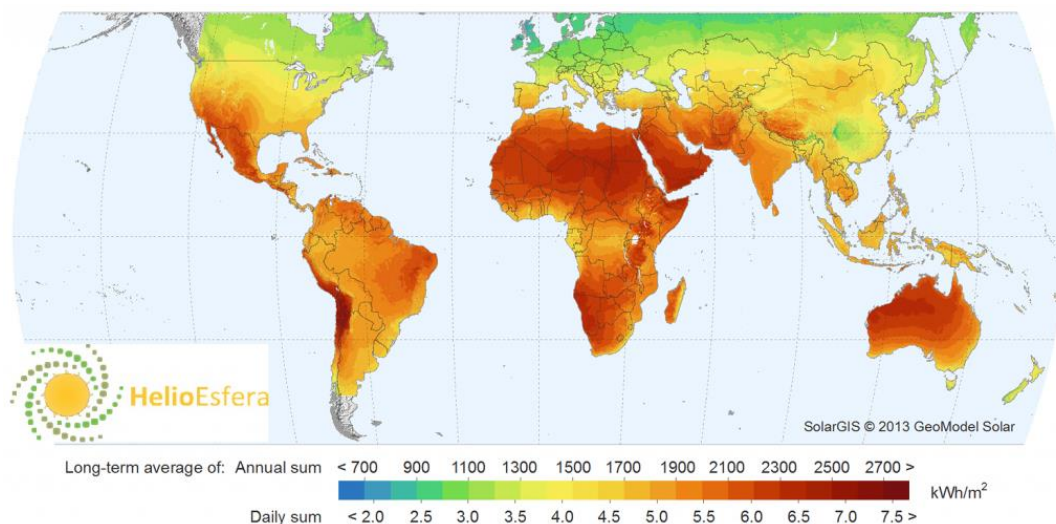 HelioEsfera
SolarGIS © 2013 GeoModel Solar
Long-term average of: Annual sum < 700 900 1100 1300 1500 1700 1900 2100 2300 2500 2700 >
kWh/m²
Daily sum < 2.0 2.5 3.0 3.5 4.0 4.5 5.0 5.5 6.0 6.5 7.0 7.5 >